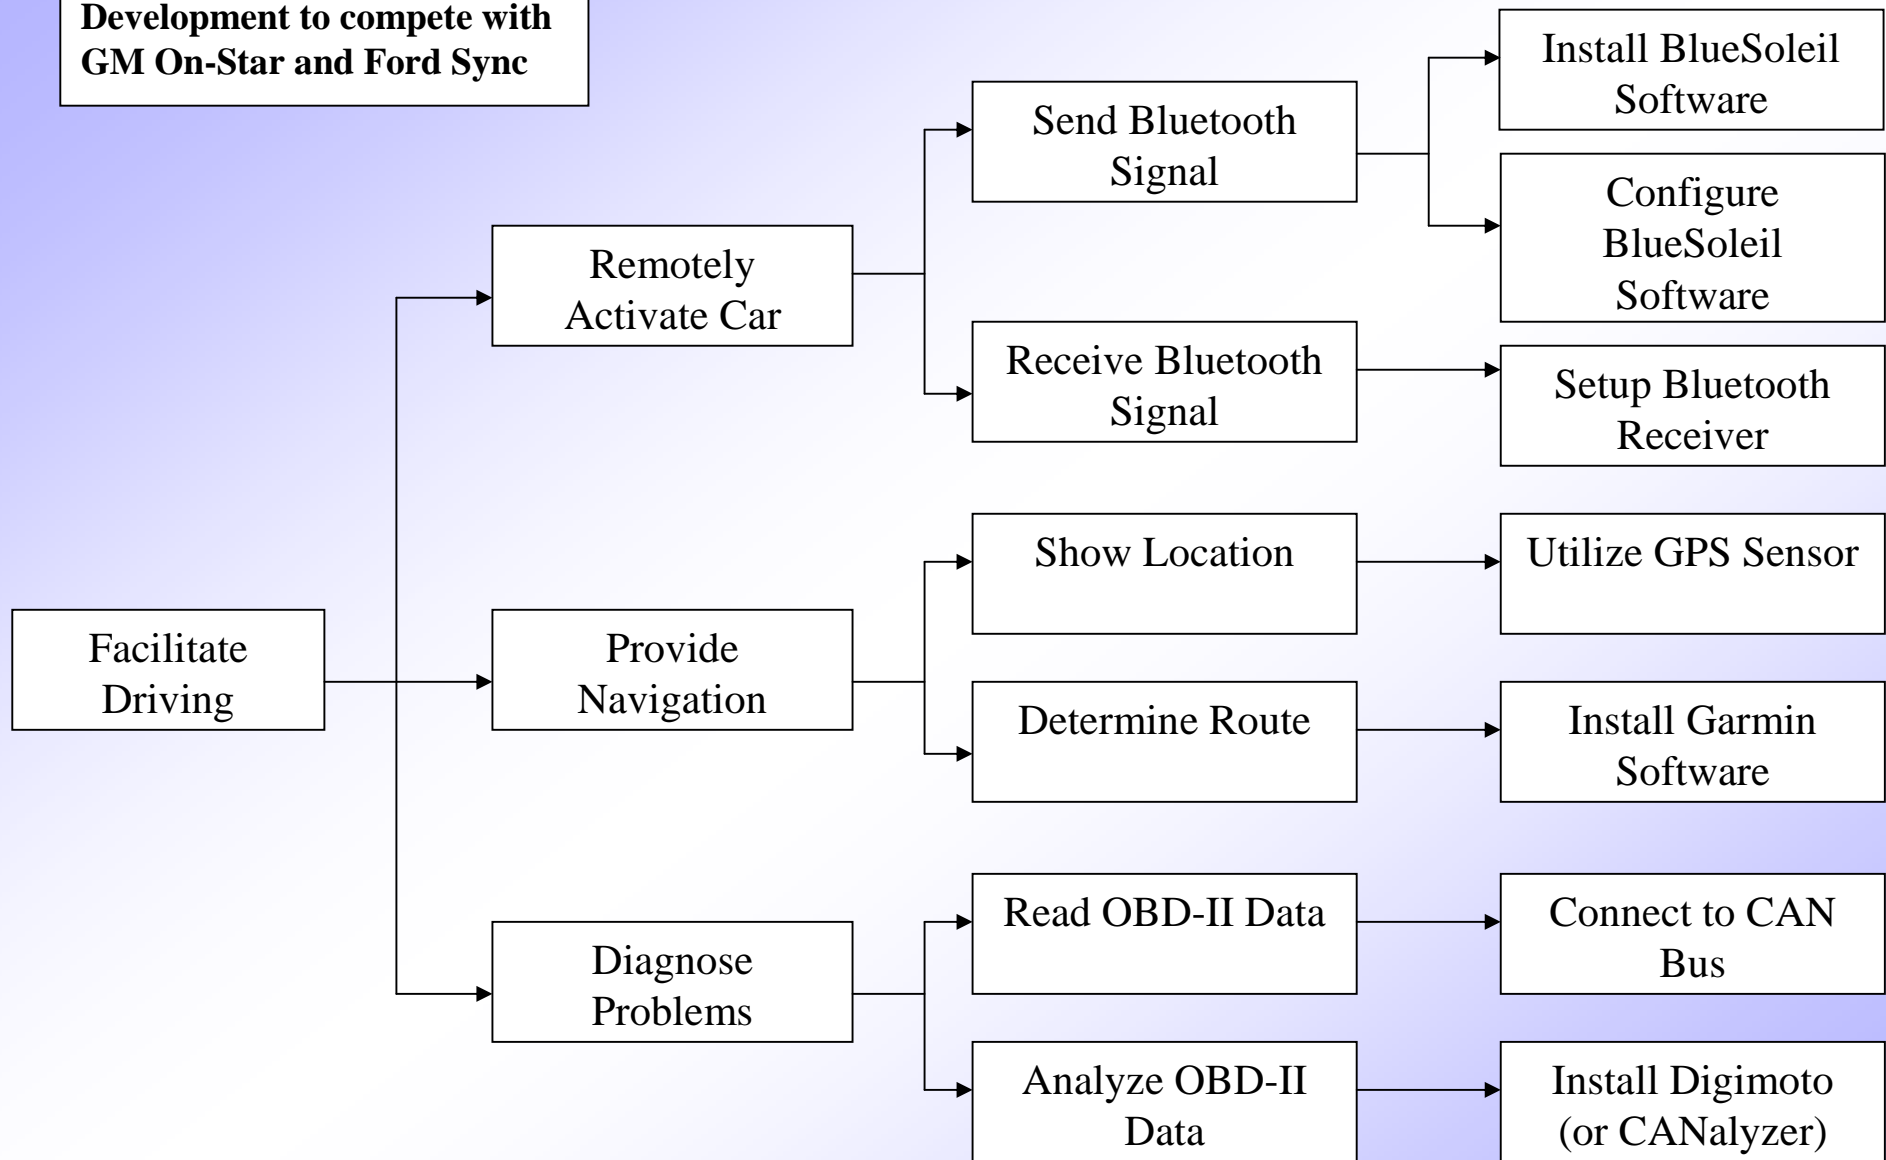 Development to compete with
GM On-Star and Ford Sync
Install BlueSoleil
Software
Send Bluetooth
Signal
Configure
BlueSoleil
Software
Remotely
Activate Car
Receive Bluetooth
Signal
Setup Bluetooth
Receiver
Show Location
Utilize GPS Sensor
Facilitate
Driving
Provide
Navigation
Determine Route
Install Garmin
Software
Read OBD-II Data
Connect to CAN
Bus
Diagnose
Problems
Analyze OBD-II
Data
Install Digimoto
(or CANalyzer)